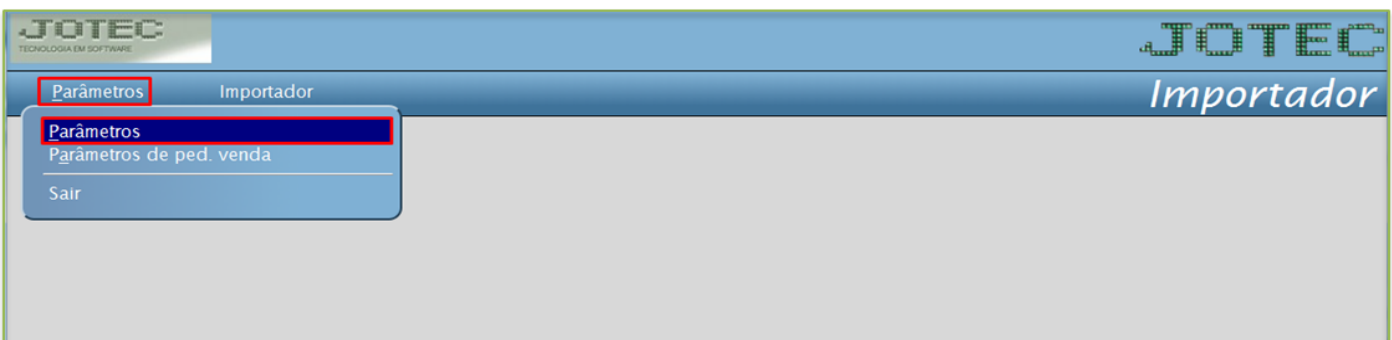 JOTEC
TECNOLOGIA EM SOFTWARE
JOTEC
Parâmetros Importador
Importador
Parâmetros
Parâmetros de ped. venda
Sair